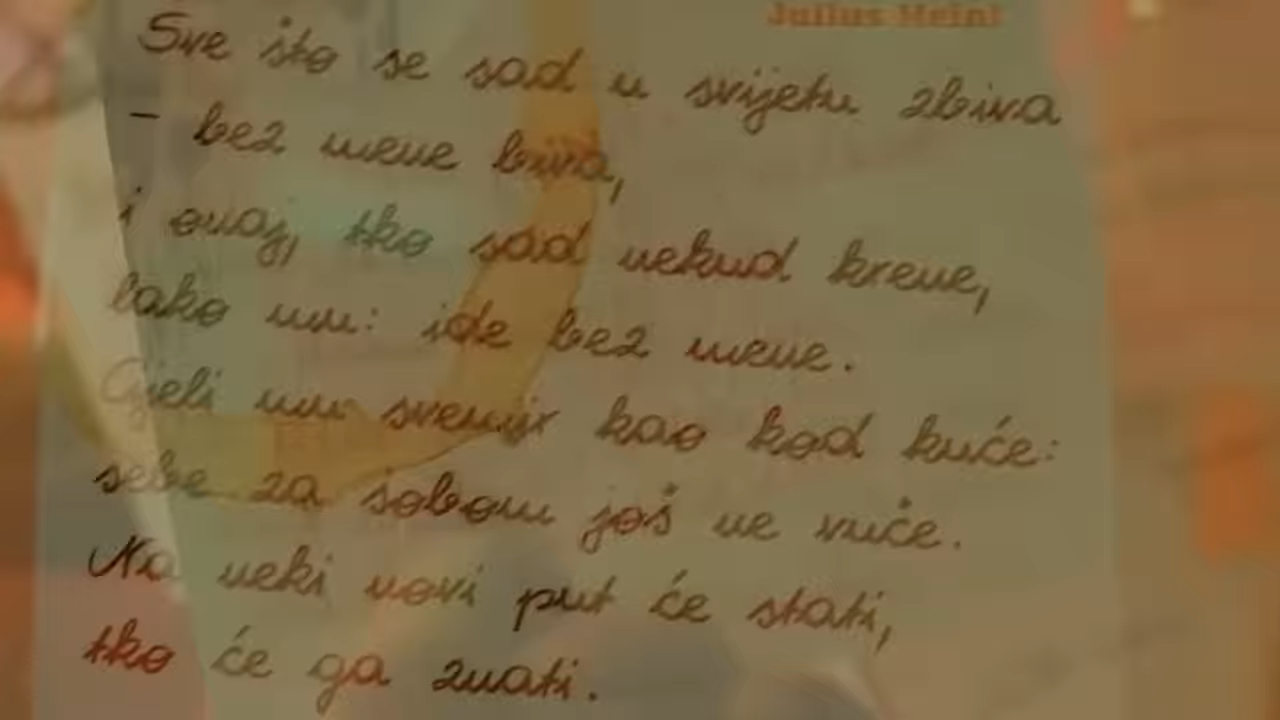 Julius Meinl
Sve što se sad u svijetu zbiva
- bez mene biva,
i onaj, tko sad nekud krene,
lako mu: ide bez mene.
Cijeli mu svemir kao kod kuće:
sebe za sobom još ne vuče.
Na neki novi put će stati,
tko će ga znati.